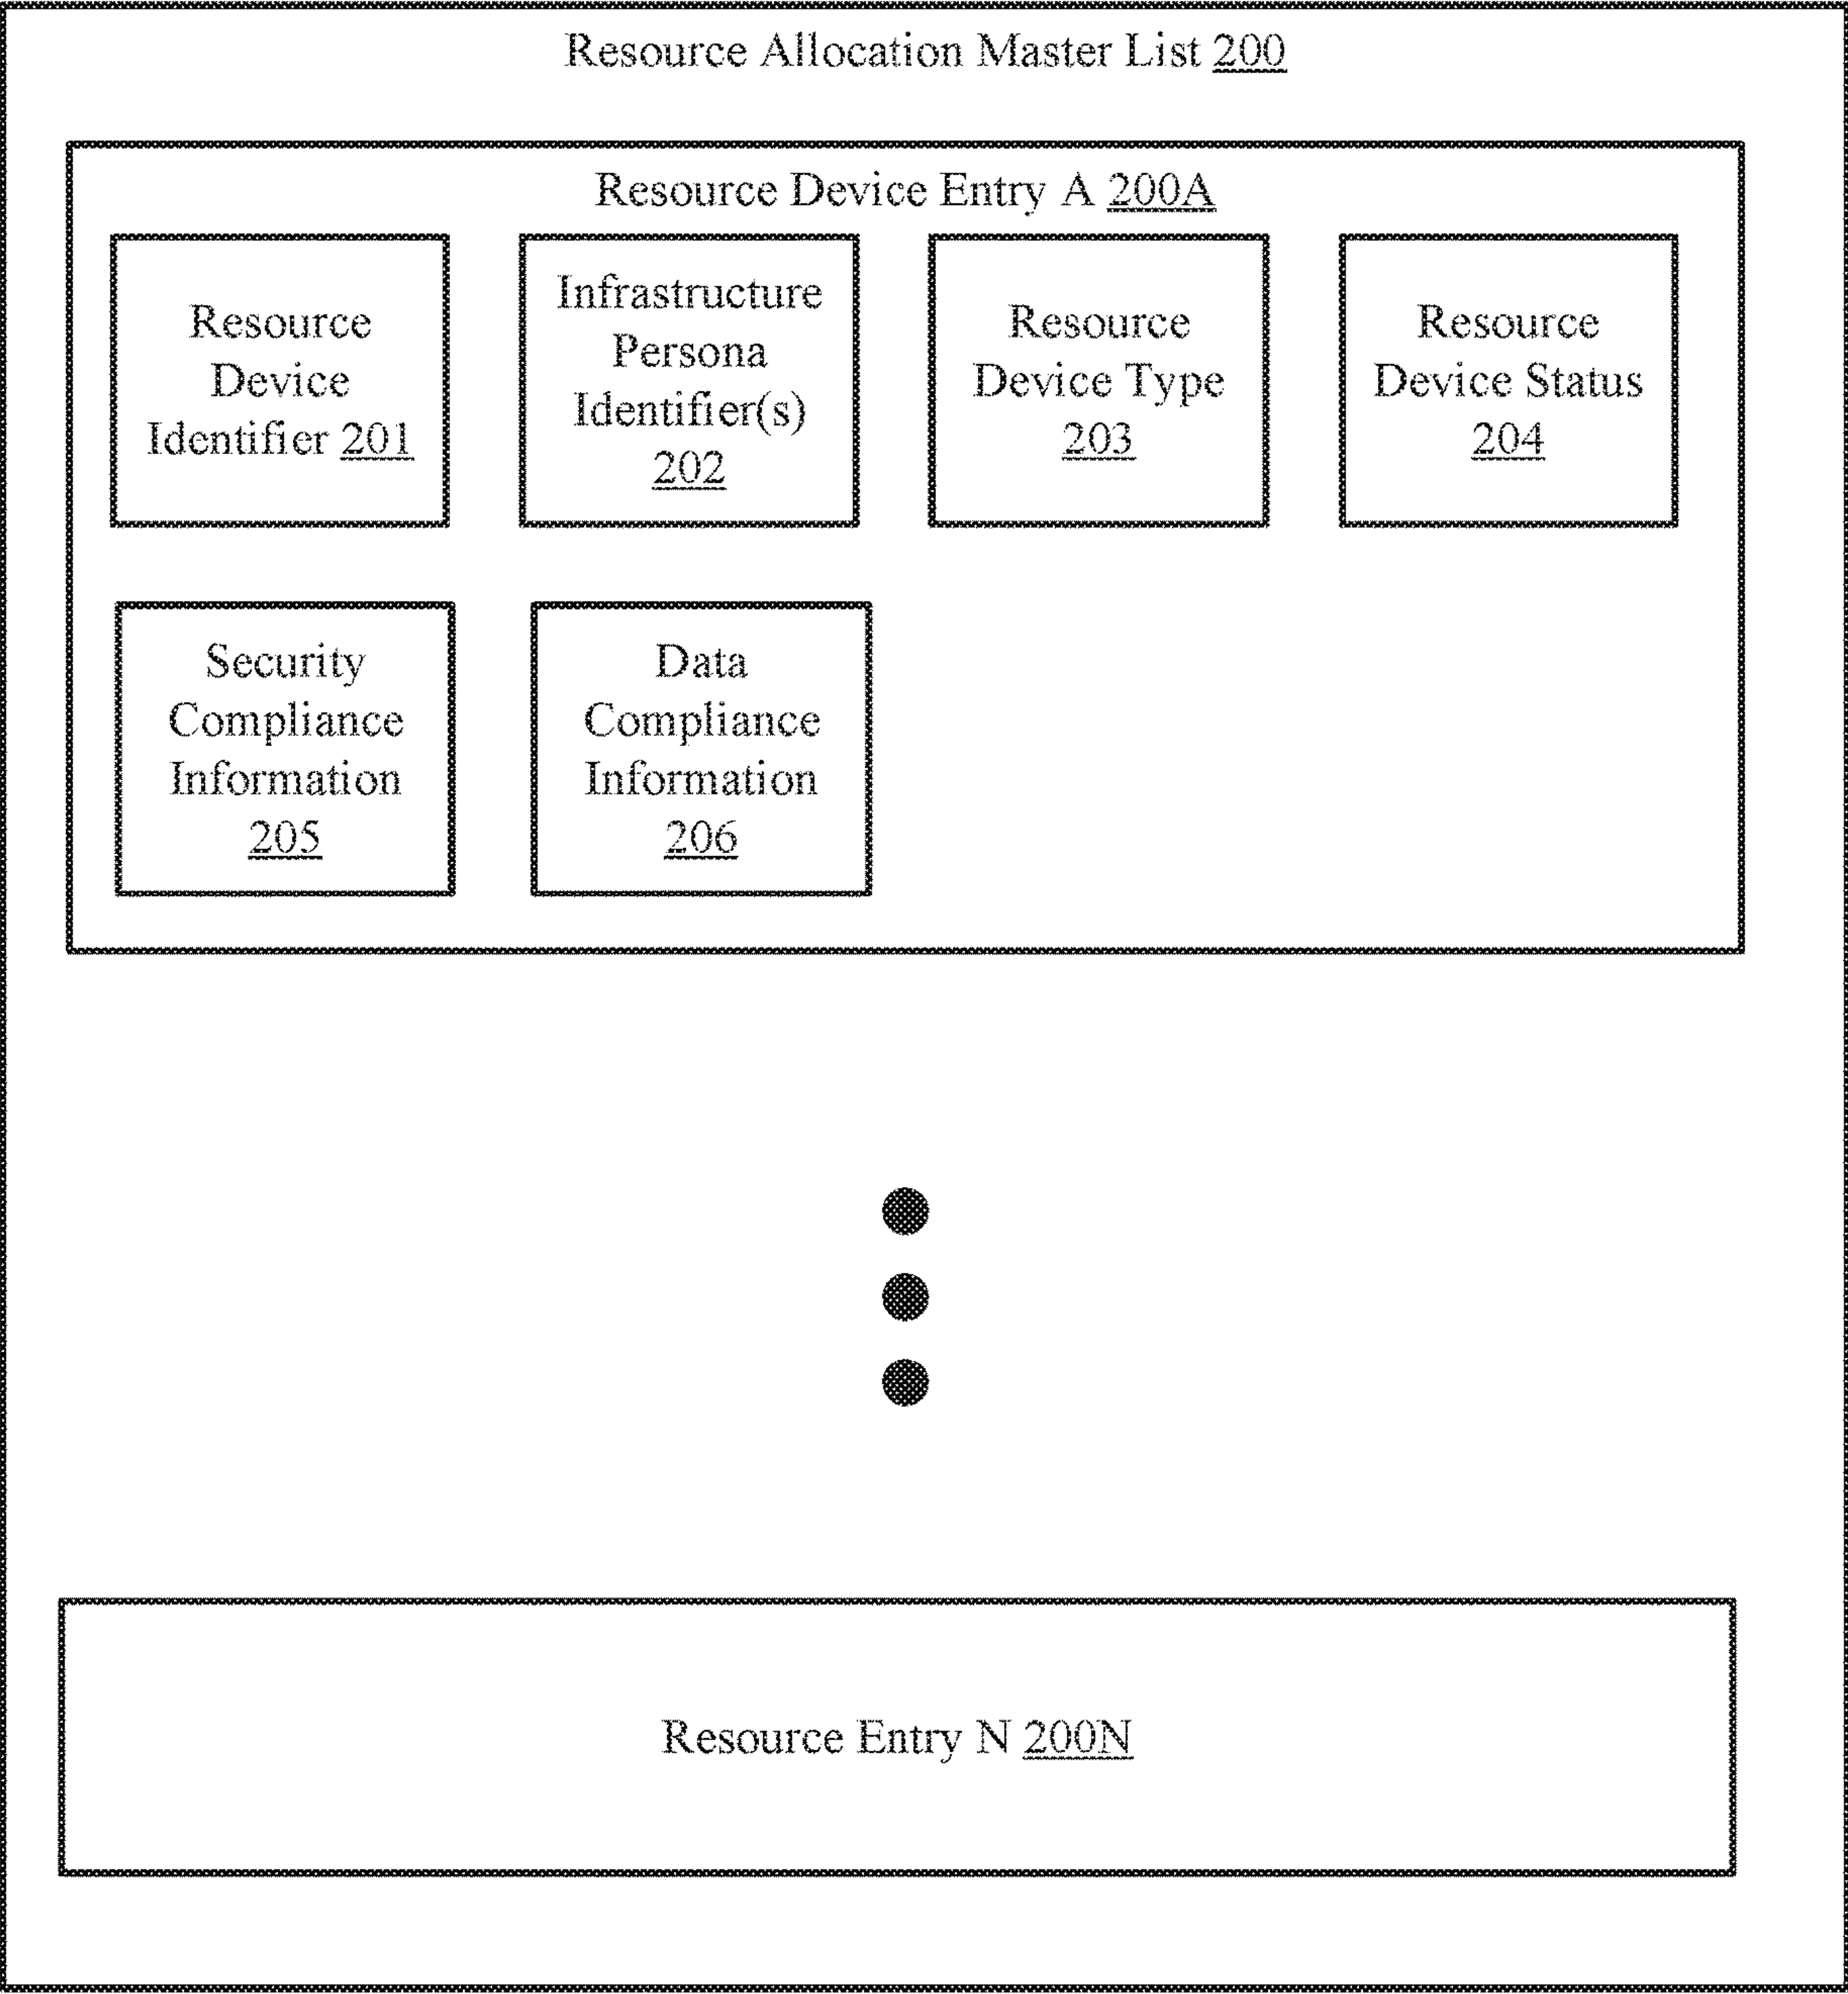 Resource Allocation Master List 200
Resource Device Entry A 200A
Resource
Device
Identifier 201
Infrastructure
Persona
Identifier(s)
202
Resource
Device Type
203
Resource
Device Status
204
Security
Compliance
Information
205
Data
Compliance
Information
206
Resource Entry N 200N